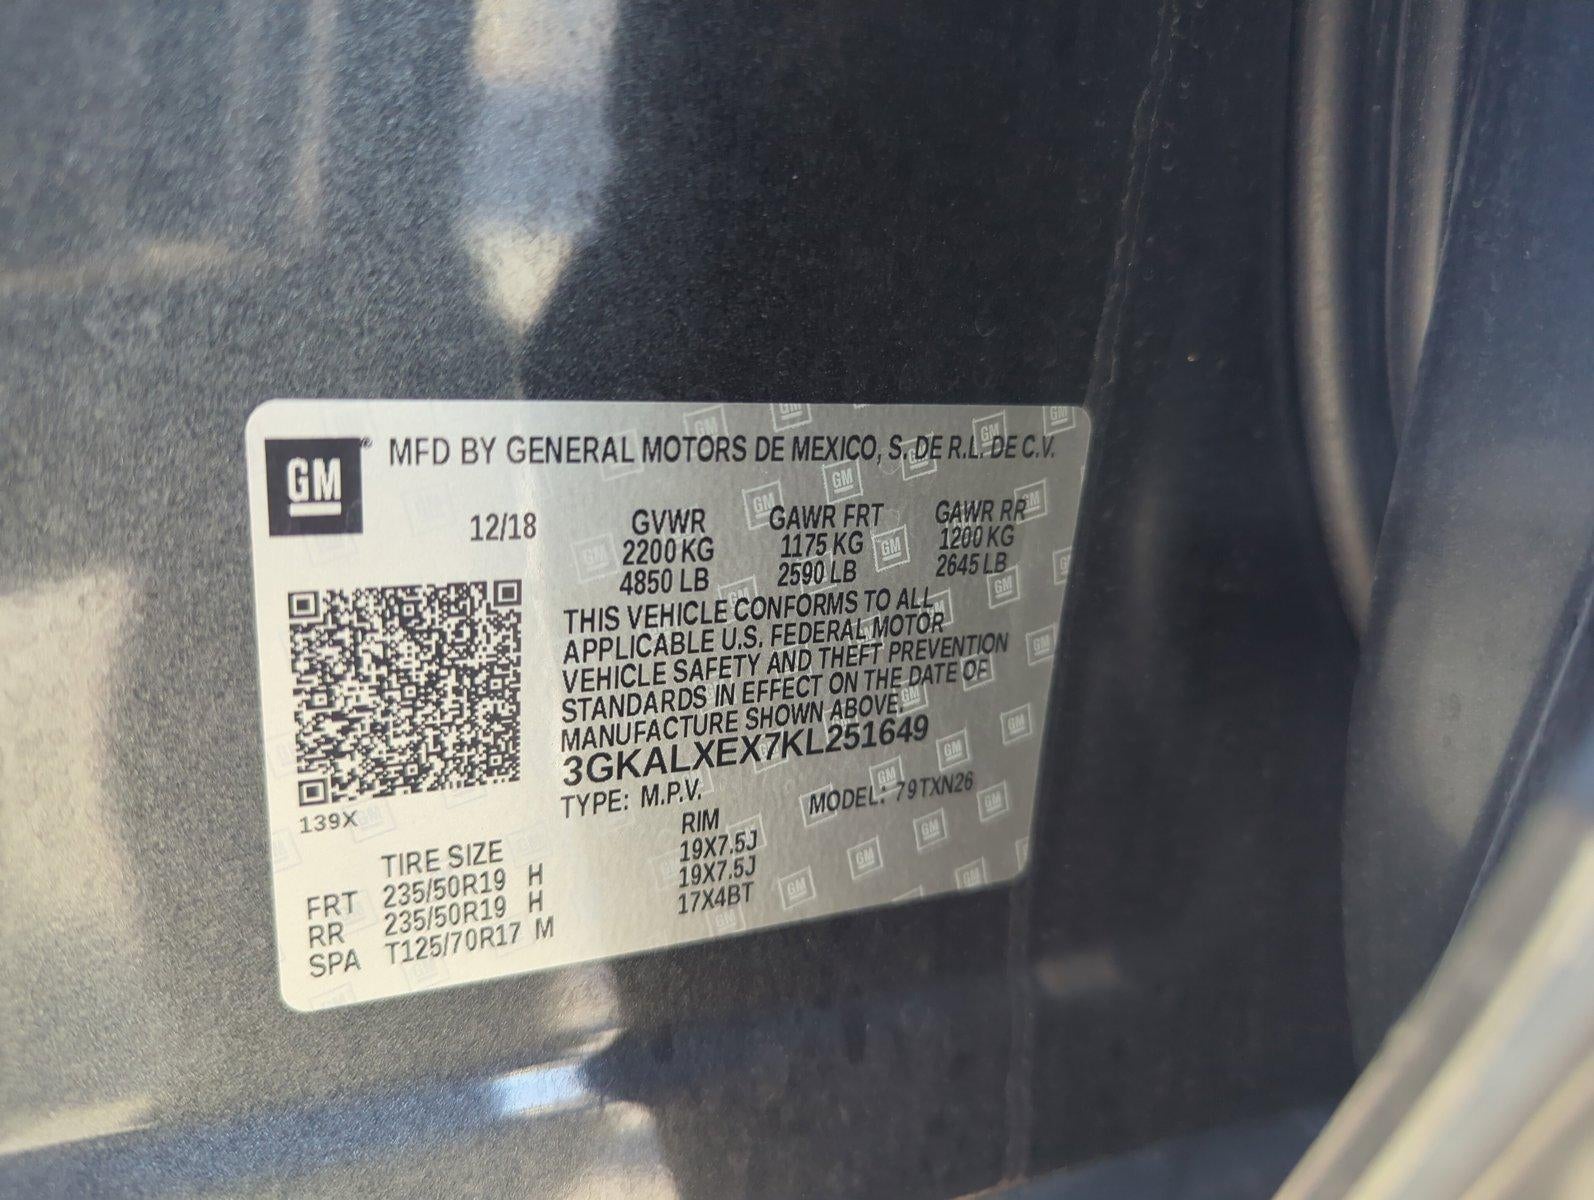 GM® MFD BY GENERAL MOTORS DE MEXICO, S. DE R.L. DE C.V.
12/18
GVWR GAWR FRT GAWR RR
2200 KG 1175 KG 1200 KG
4850 LB 2590 LB 2645 LB
THIS VEHICLE CONFORMS TO ALL
APPLICABLE U.S. FEDERAL MOTOR
VEHICLE SAFETY AND THEFT PREVENTION
STANDARDS IN EFFECT ON THE DATE OF
MANUFACTURE SHOWN ABOVE.
3GKALXEX7KL251649
TYPE: M.P.V. MODEL: 79TXN26
139X
TIRE SIZE RIM
FRT 235/50R19 H 19X7.5J
RR 235/50R19 H 19X7.5J
SPA T125/70R17 M 17X4BT